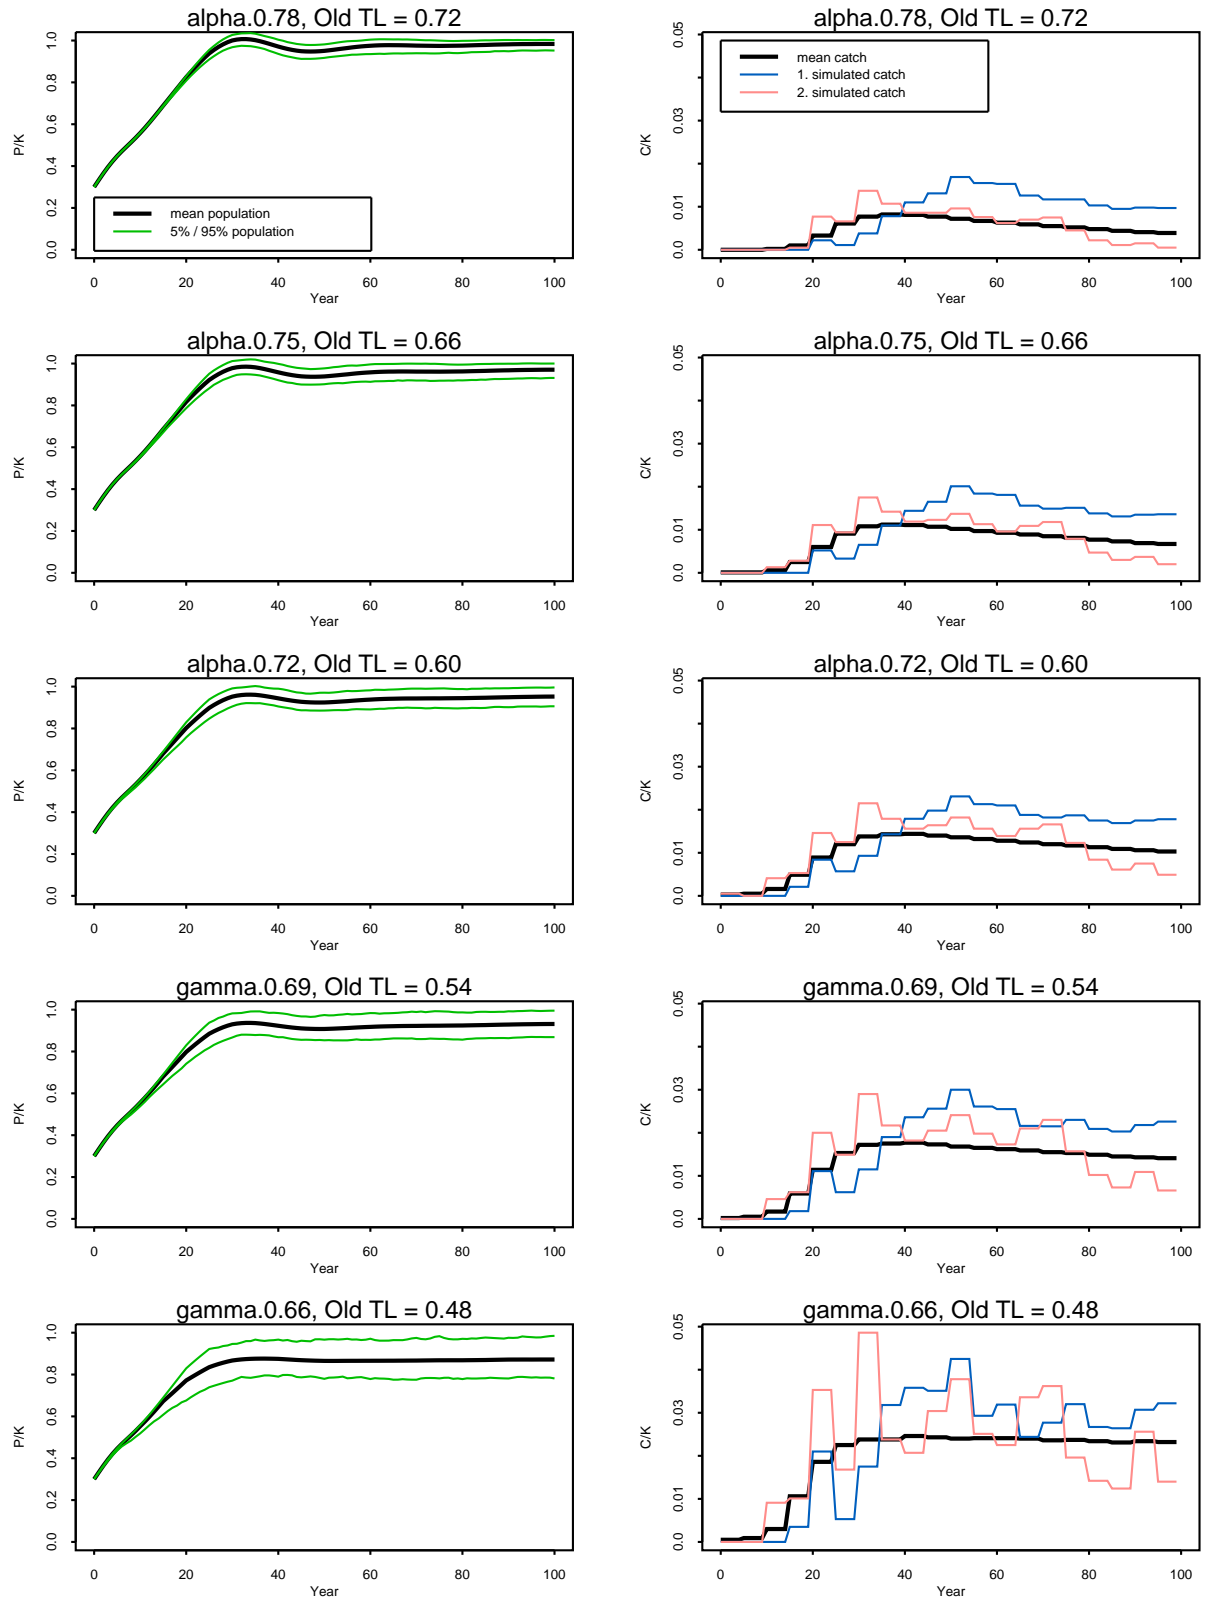 alpha.0.78, Old TL = 0.72
P/K
1.0
0.8
0.4
0.0
mean population
5% / 95% population
0 20 40 60 80 100
Year
alpha.0.78, Old TL = 0.72
C/K
0.05
0.03
0.01
0.0
mean catch
1. simulated catch
2. simulated catch
0 20 40 60 80 100
Year
alpha.0.75, Old TL = 0.66
P/K
1.0
0.8
0.6
0.4
0.2
0.0
0 20 40 60 80 100
Year
alpha.0.75, Old TL = 0.66
C/K
0.05
0.03
0.01
0.0
0 20 40 60 80 100
Year
alpha.0.72, Old TL = 0.60
P/K
1.0
0.8
0.6
0.4
0.2
0.0
0 20 40 60 80 100
Year
alpha.0.72, Old TL = 0.60
C/K
0.05
0.03
0.01
0.0
0 20 40 60 80 100
Year
gamma.0.69, Old TL = 0.54
P/K
1.0
0.8
0.6
0.4
0.2
0.0
0 20 40 60 80 100
Year
gamma.0.69, Old TL = 0.54
C/K
0.05
0.03
0.01
0.0
0 20 40 60 80 100
Year
gamma.0.66, Old TL = 0.48
P/K
1.0
0.8
0.6
0.4
0.2
0.0
0 20 40 60 80 100
Year
gamma.0.66, Old TL = 0.48
C/K
0.05
0.03
0.01
0.0
0 20 40 60 80 100
Year